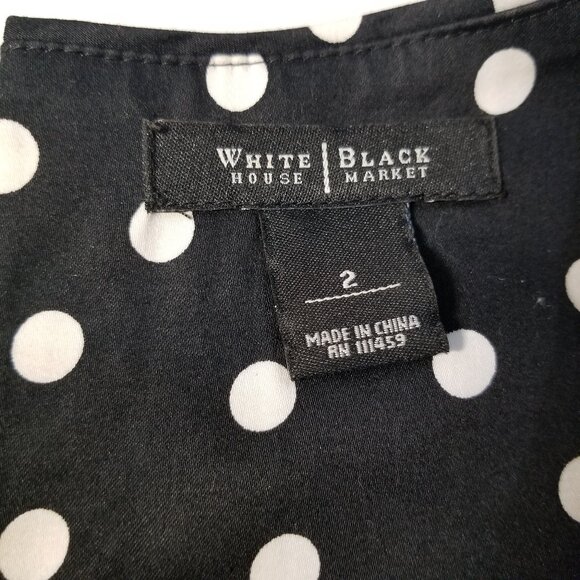 WHITE | BLACK
HOUSE | MARKET
2
MADE IN CHINA
RN 111459